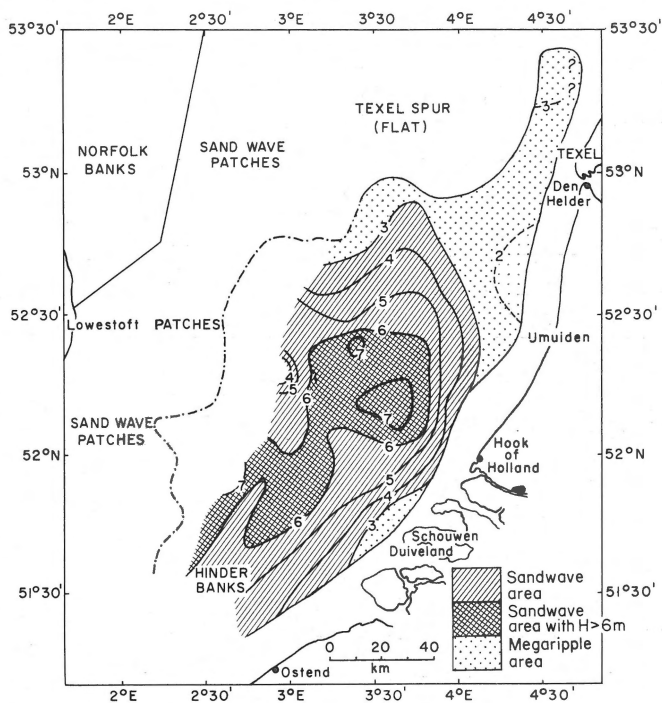 53°30'
2°E
2°30'
3°E
3°30'
4°E
4°30'
53°30'
?
?
3
TEXEL SPUR
(FLAT)
NORFOLK
BANKS
SAND WAVE
PATCHES
TEXEL
53°N
53°N
Den
Helder
3
4
2
5
52°30'
52°30'
6
Lowestoft PATCHES
Umuiden
7
4
5
6
7
SAND WAVE
PATCHES
6
52°N
52°N
Hook
of
Holland
7
5
4
6
3
Schouwen
Duiveland
HINDER
BANKS
51°30'
51°30'
Sandwave
area
Sandwave
area with H>6m
Megaripple
area
0 20 40
km
Ostend
2°E
2°30'
3°E
3°30'
4°E
4°30'